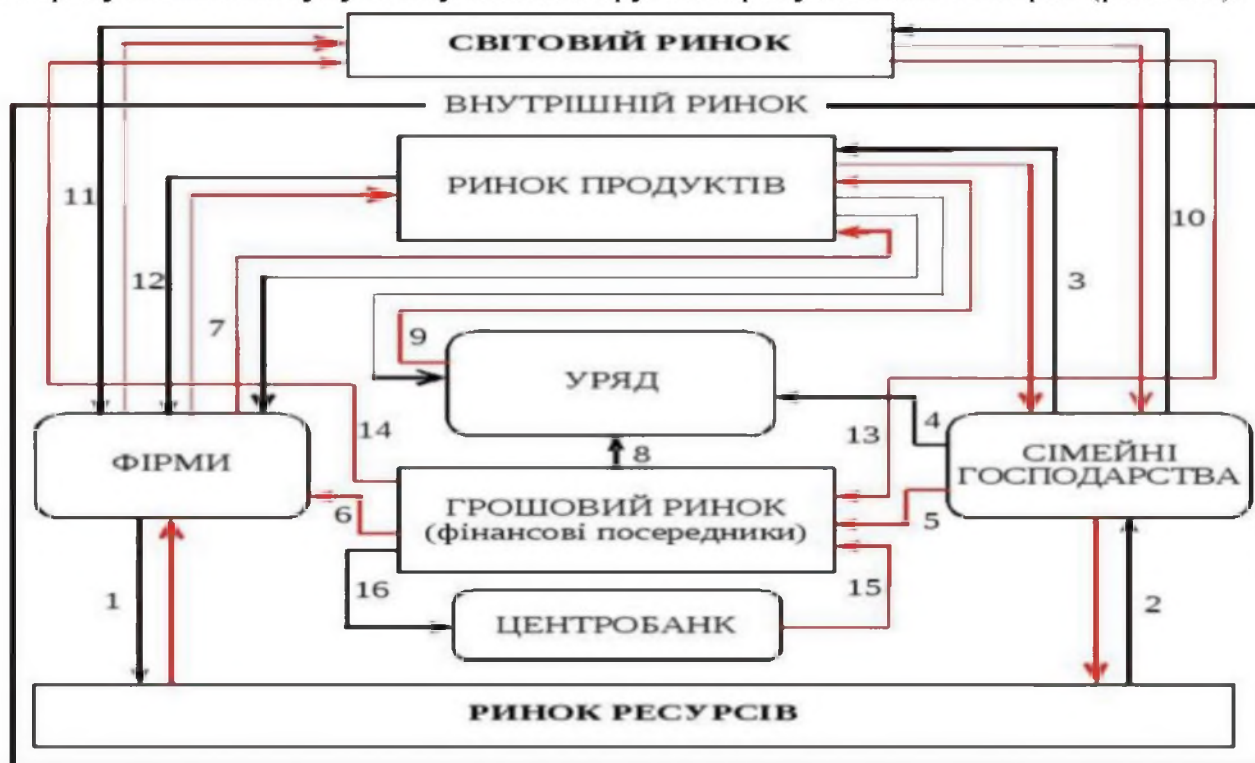 СВІТОВИЙ РИНОК
ВНУТРІШНІЙ РИНОК
РИНОК ПРОДУКТІВ
11
10
12
7
3
9
УРЯД
4
14
13
8
ФІРМИ
СІМЕЙНІ
ГОСПОДАРСТВА
ГРОШОВИЙ РИНОК
(фінансові посередники)
6
5
16
15
1
2
ЦЕНТРОБАНК
РИНОК РЕСУРСІВ